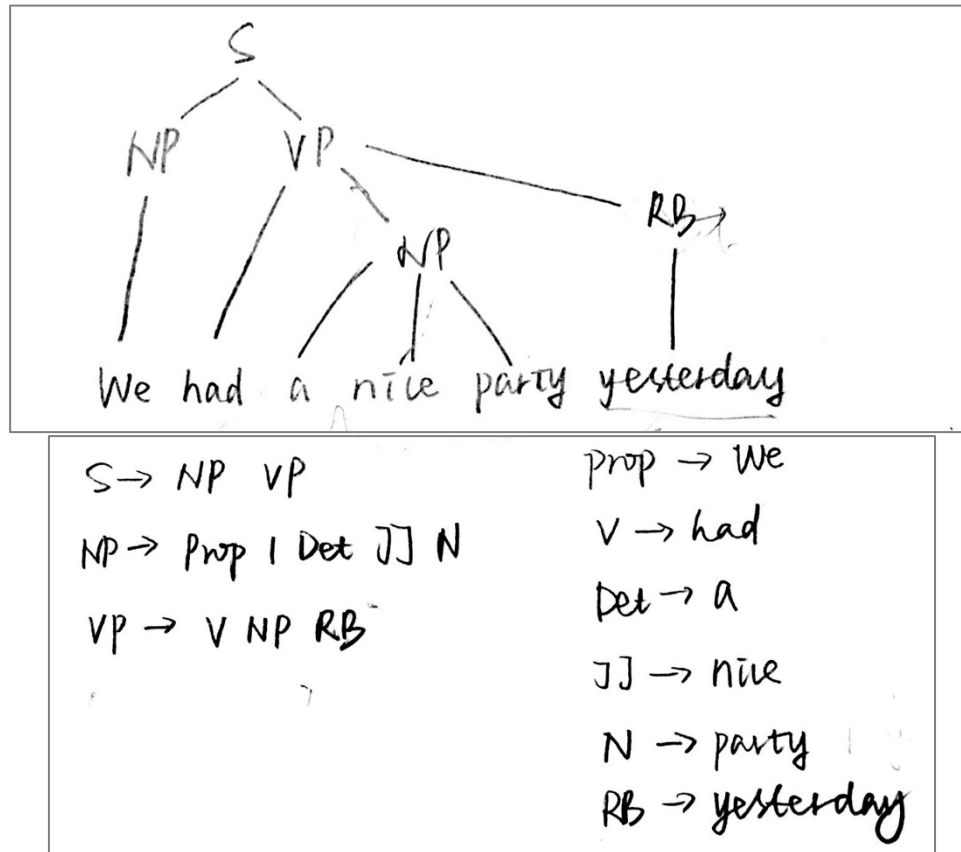 S
NP VP
RB
NP
We had a nice party yesterday
S → NP VP
NP → Prop | Det JJ N
VP → V NP RB
prop → We
V → had
Det → a
JJ → nice
N → party
RB → yesterday